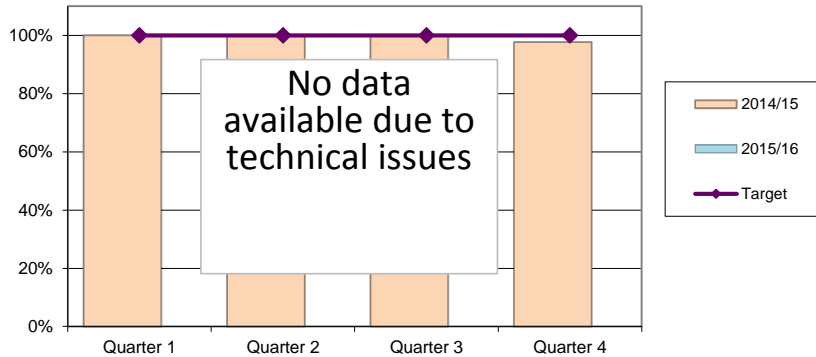 100%
80%
60%
40%
20%
0%
No data
available due to
technical issues
Quarter 1
Quarter 2
Quarter 3
Quarter 4
2014/15
2015/16
Target